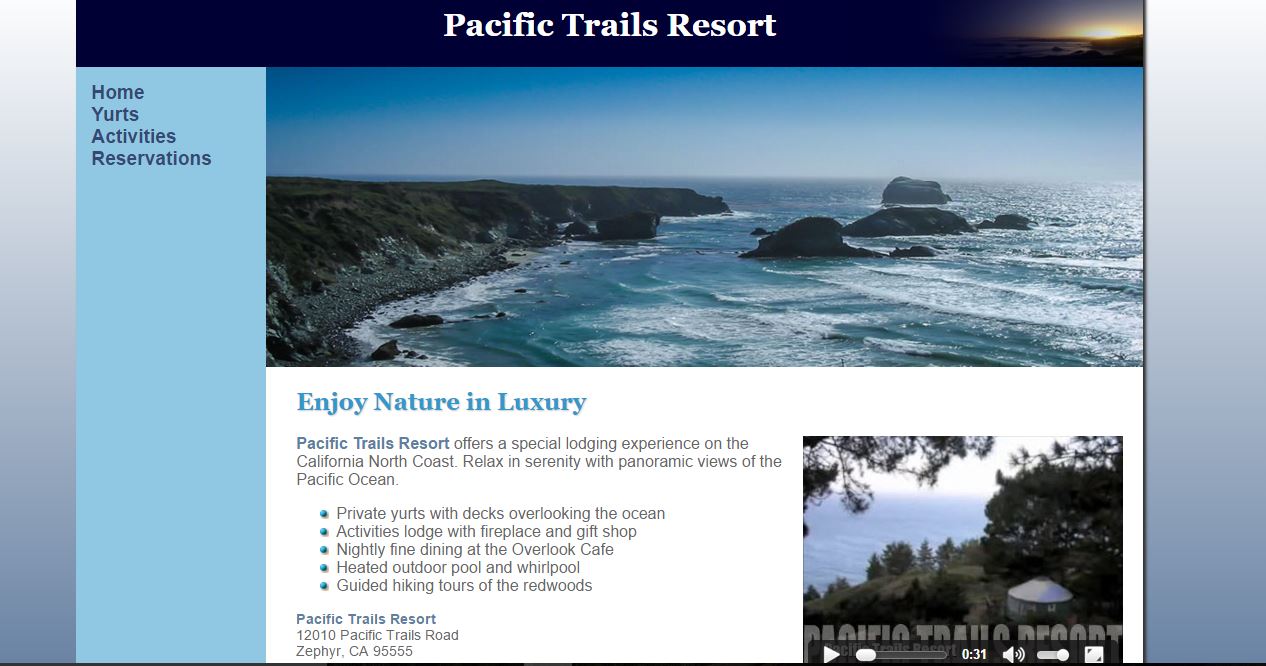 Pacific Trails Resort
Home
Yurts
Activities
Reservations
Enjoy Nature in Luxury
Pacific Trails Resort offers a special lodging experience on the
California North Coast. Relax in serenity with panoramic views of the
Pacific Ocean.
Private yurts with decks overlooking the ocean
Activities lodge with fireplace and gift shop
Nightly fine dining at the Overlook Cafe
Heated outdoor pool and whirlpool
Guided hiking tours of the redwoods
Pacific Trails Resort
12010 Pacific Trails Road
Zephyr, CA 95555
PACIFIC TRAILS RESORT
Pacific Trails Resort
0:31